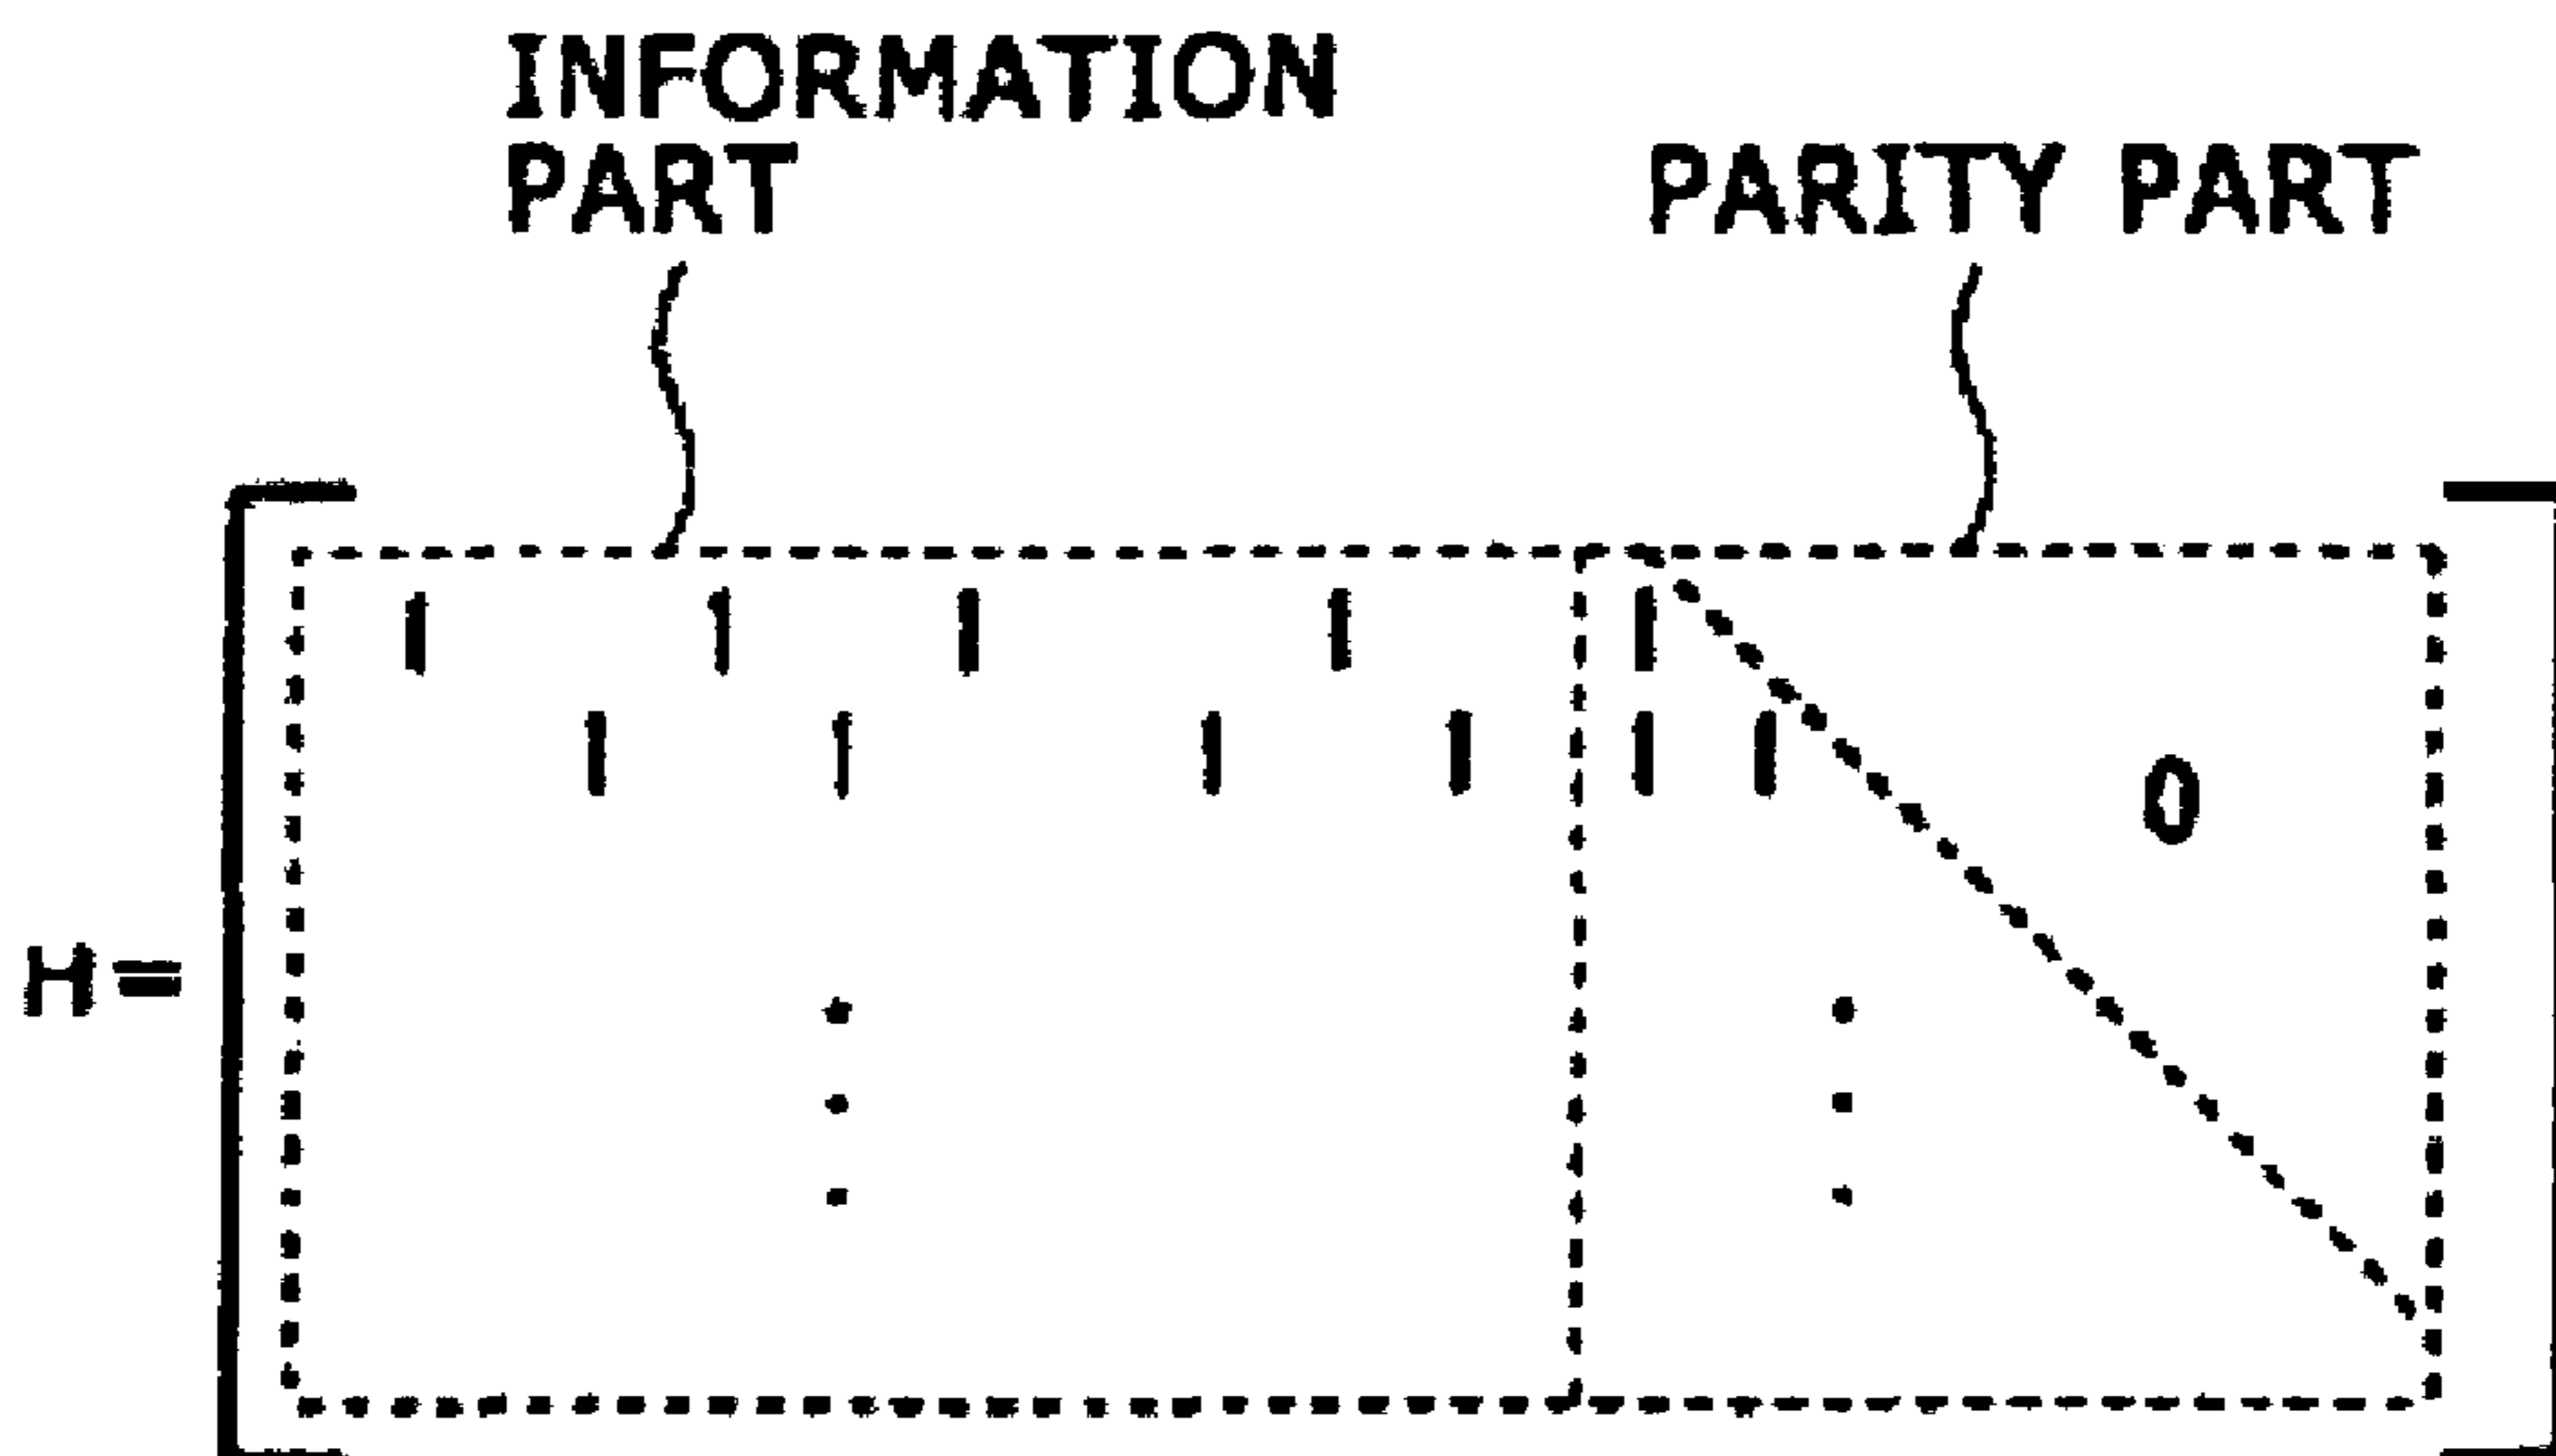 INFORMATION
PART
PARITY PART
1 1 1 1 1
1 1 1 1 1 1
0
H=